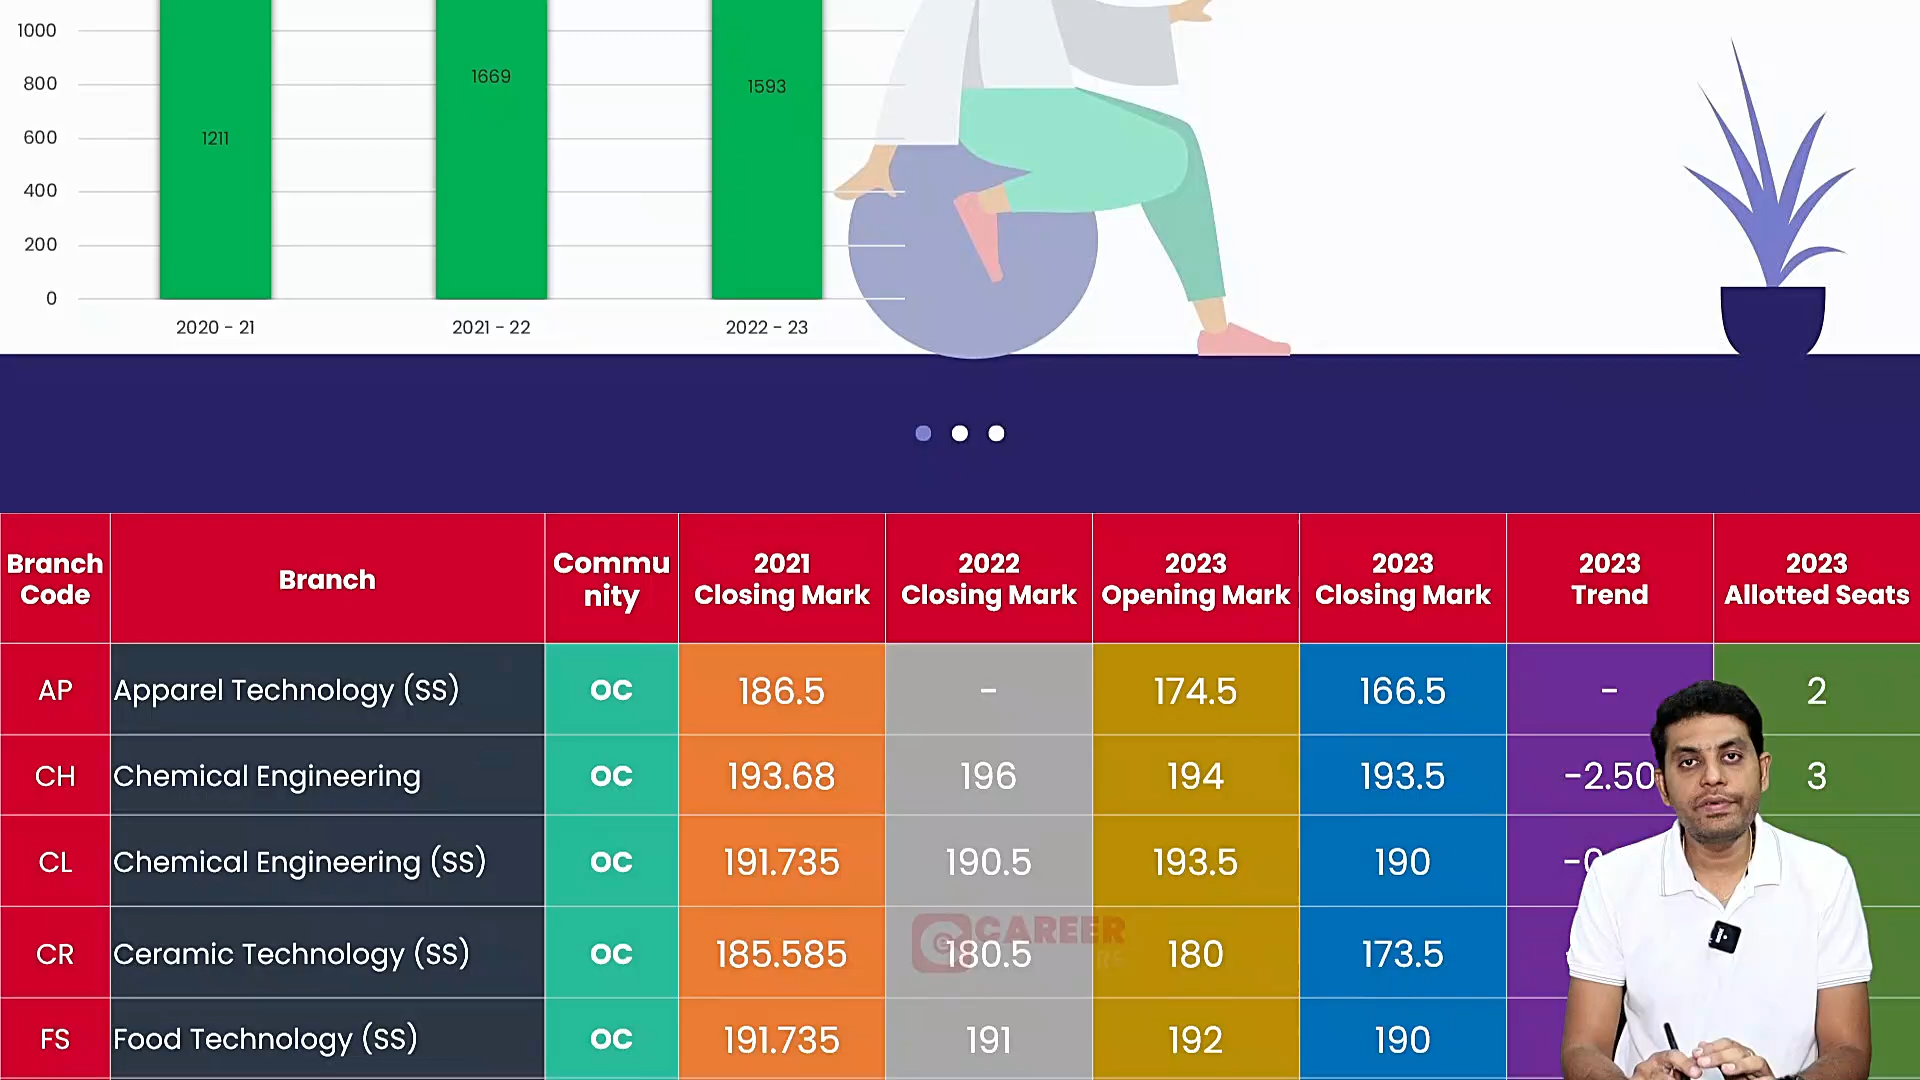 1000
800
600
400
200
0
1211
1669
1593
2020 - 21
2021 - 22
2022 - 23
Branch Code
Branch
Commu nity
2021 Closing Mark
2022 Closing Mark
2023 Opening Mark
2023 Closing Mark
2023 Trend
2023 Allotted Seats
AP Apparel Technology (SS) OC 186.5 - 174.5 166.5 - 2
CH Chemical Engineering OC 193.68 196 194 193.5 -2.50 3
CL Chemical Engineering (SS) OC 191.735 190.5 193.5 190
CR Ceramic Technology (SS) OC 185.585 180.5 180 173.5
FS Food Technology (SS) OC 191.735 191 192 190
CAREER